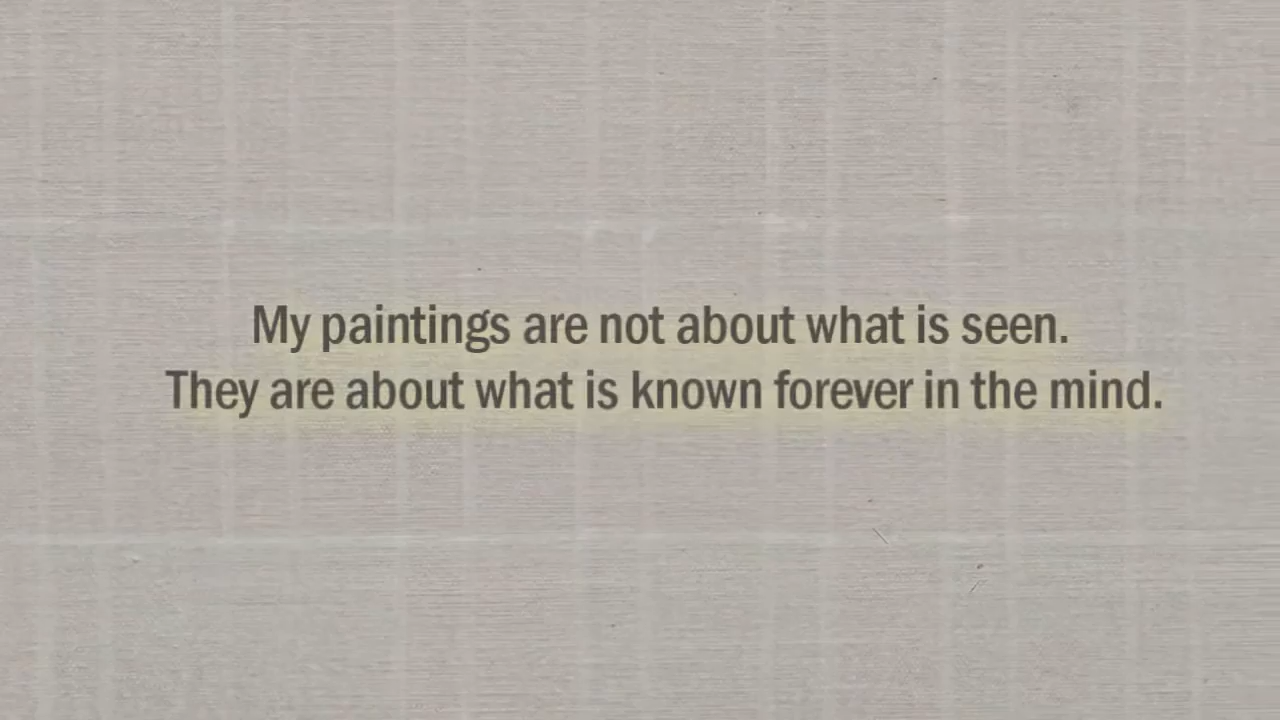 My paintings are not about what is seen.
They are about what is known forever in the mind.